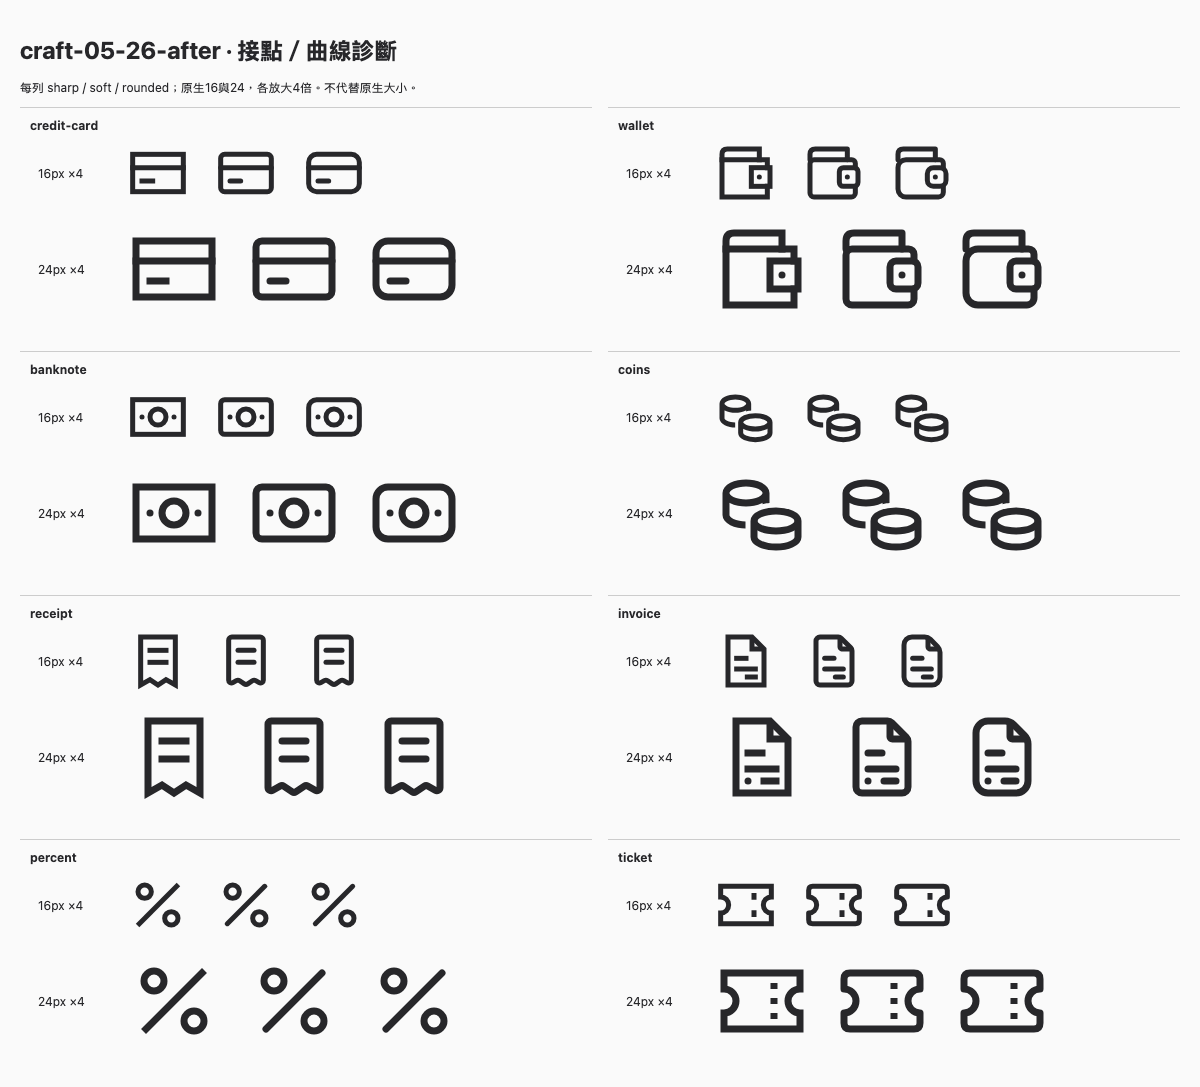 craft-05-26-after · 接點 / 曲線診斷
每列 sharp / soft / rounded；原生16與24，各放大4倍。不代替原生大小。
credit-card
16px ×4
24px ×4
wallet
16px ×4
24px ×4
banknote
16px ×4
24px ×4
coins
16px ×4
24px ×4
receipt
16px ×4
24px ×4
invoice
16px ×4
24px ×4
percent
16px ×4
24px ×4
ticket
16px ×4
24px ×4